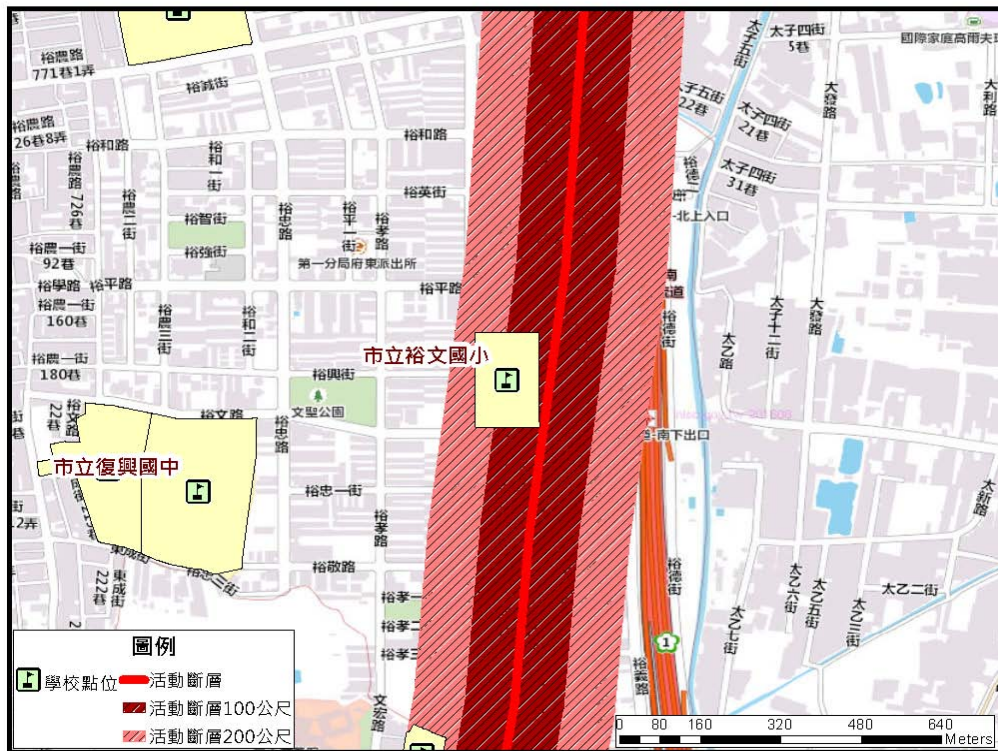 裕農路
771巷1弄
裕誠街
裕農路
26巷8弄
裕和路
裕農路 726巷
裕農二街
裕和一街
裕忠路
裕英街
裕智街
裕平一街
裕孝路
裕強街
第一分局府東派出所
裕農一街
92巷
裕學路
裕平路
裕平路
裕農一街
160巷
裕農三街
裕和二街
裕農一街
180巷
市立裕文國小
裕興街
文聖公園
裕文路
裕忠路
市立復興國中
裕忠一街
裕孝路
裕敬路
東成街
222巷
裕孝一
裕孝二
裕孝三
文宏路
太子五街
太子四街
5巷
國際家庭高爾夫球
大發路
大利路
太子五街
22巷
太子四街
21巷
太子四街
31巷
裕德二
北上入口
裕德街
太乙路
太子十二街
大發路
南下出口
太新路
裕德街
太乙七街
太乙六街
太乙五街
太乙三街
太乙二街
裕義路
1
圖例
學校點位
活動斷層
活動斷層100公尺
活動斷層200公尺
0 80 160 320 480 640
Meters